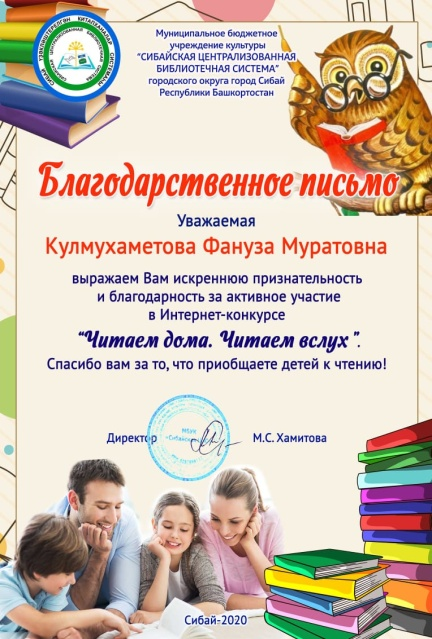 Муниципальное бюджетное
учреждение культуры
"СИБАЙСКАЯ ЦЕНТРАЛИЗОВАННАЯ
БИБЛИОТЕЧНАЯ СИСТЕМА"
городского округа город Сибай
Республики Башкортостан
Благодарственное письмо
Уважаемая
Кулмухаметова Фануза Муратовна
выражаем Вам искреннюю признательность
и благодарность за активное участие
в Интернет-конкурсе
“Читаем дома. Читаем вслух”.
Спасибо вам за то, что приобщаете детей к чтению!
Директор М.С. Хамитова
Сибай-2020